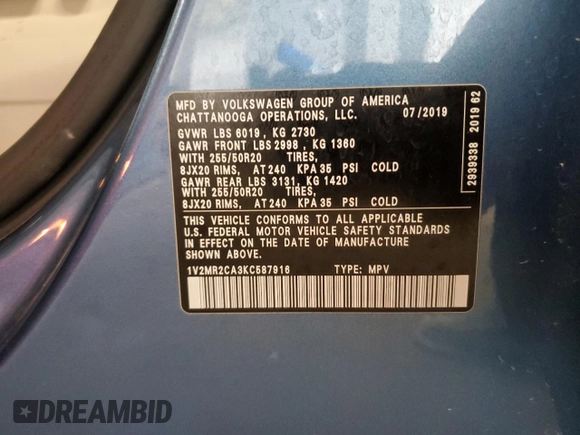 MFD BY VOLKSWAGEN GROUP OF AMERICA
CHATTANOOGA OPERATIONS, LLC. 07/2019
GVWR LBS 6019 , KG 2730
GAWR FRONT LBS 2998 , KG 1360
WITH 255/50R20 TIRES,
8JX20 RIMS, AT 240 KPA 35 PSI COLD
GAWR REAR LBS 3131, KG 1420
WITH 255/50R20 TIRES,
8JX20 RIMS, AT 240 KPA 35 PSI COLD
THIS VEHICLE CONFORMS TO ALL APPLICABLE
U.S. FEDERAL MOTOR VEHICLE SAFETY STANDARDS
IN EFFECT ON THE DATE OF MANUFACTURE
SHOWN ABOVE.
1V2MR2CA3KC587916 TYPE: MPV
2939338 2019 62
DREAMBID